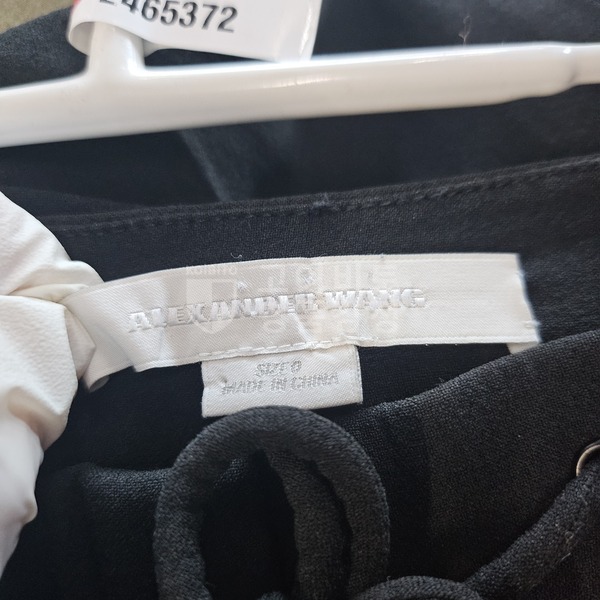 2465372
ALEXANDER WANG
SIZE 0
MADE IN CHINA